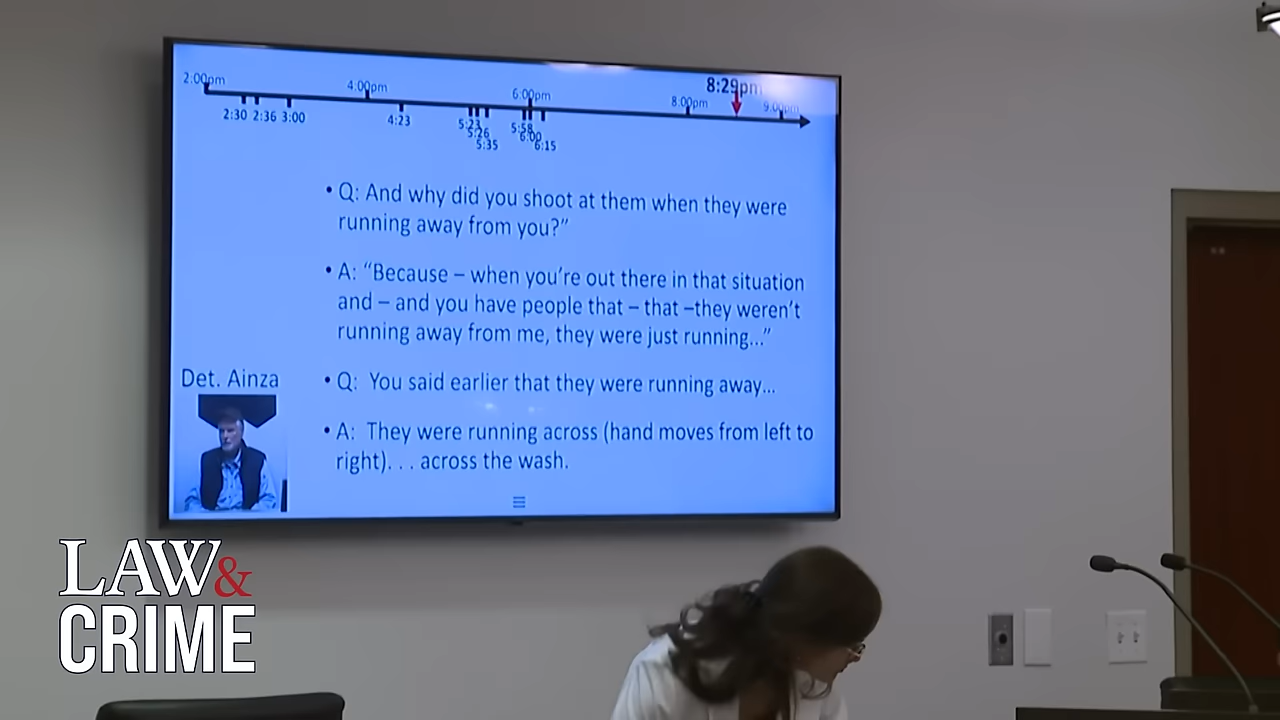 8:29pm
2:00pm
4:00pm
6:00pm
8:00pm
9:00pm
2:30 2:36 3:00
4:23
5:23
5:26
5:35
5:58
6:00
6:15
• Q: And why did you shoot at them when they were
running away from you?”
• A: “Because – when you’re out there in that situation
and – and you have people that – that –they weren’t
running away from me, they were just running...”
Det. Ainza
• Q: You said earlier that they were running away...
• A: They were running across (hand moves from left to
right). . . across the wash.
LAW&
CRIME